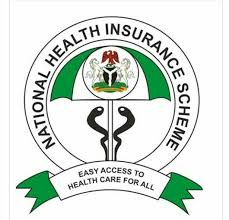 NATIONAL HEALTH INSURANCE SCHEME
EASY ACCESS TO
HEALTH CARE FOR ALL